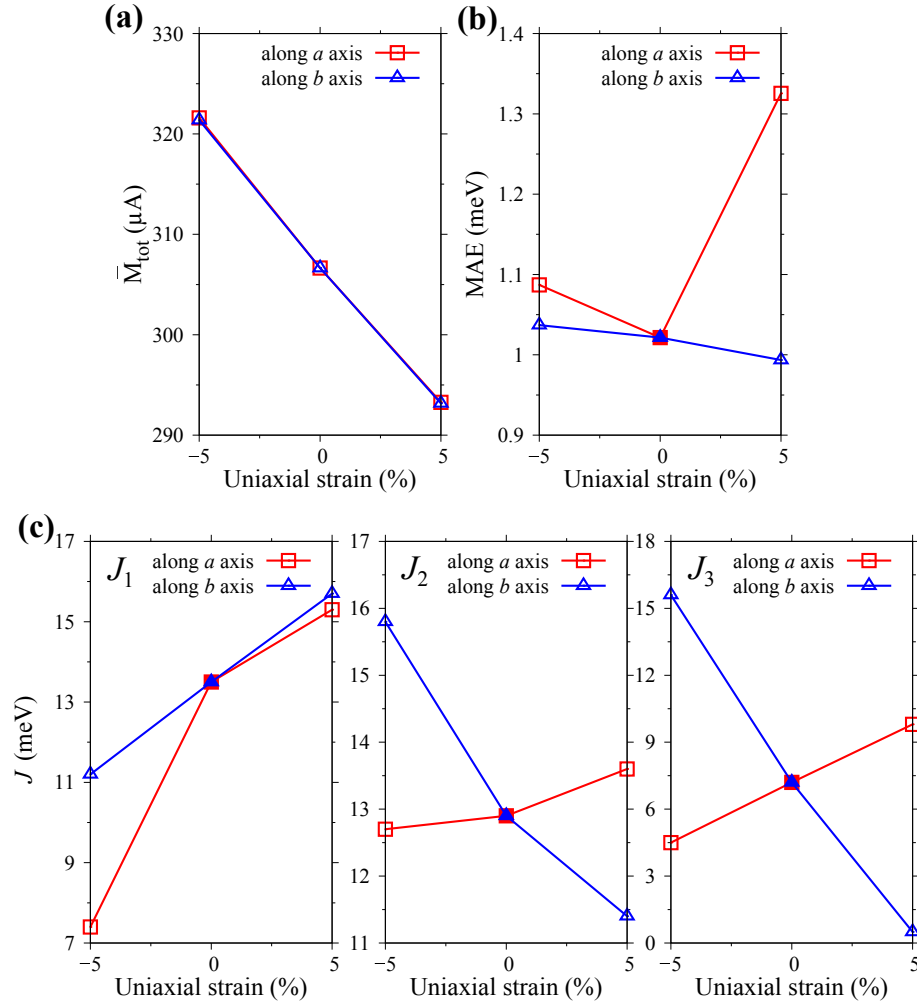 (a)
along a axis
along b axis
330
320
310
300
290
M̅tot (μA)
−5
0
5
Uniaxial strain (%)
(b)
along a axis
along b axis
1.4
1.3
1.2
1.1
1
0.9
MAE (meV)
−5
0
5
Uniaxial strain (%)
(c)
J1
along a axis
along b axis
17
15
13
11
9
7
J (meV)
−5
0
5
Uniaxial strain (%)
J2
along a axis
along b axis
17
16
15
14
13
12
11
−5
0
5
Uniaxial strain (%)
J3
along a axis
along b axis
18
15
12
9
6
3
0
−5
0
5
Uniaxial strain (%)